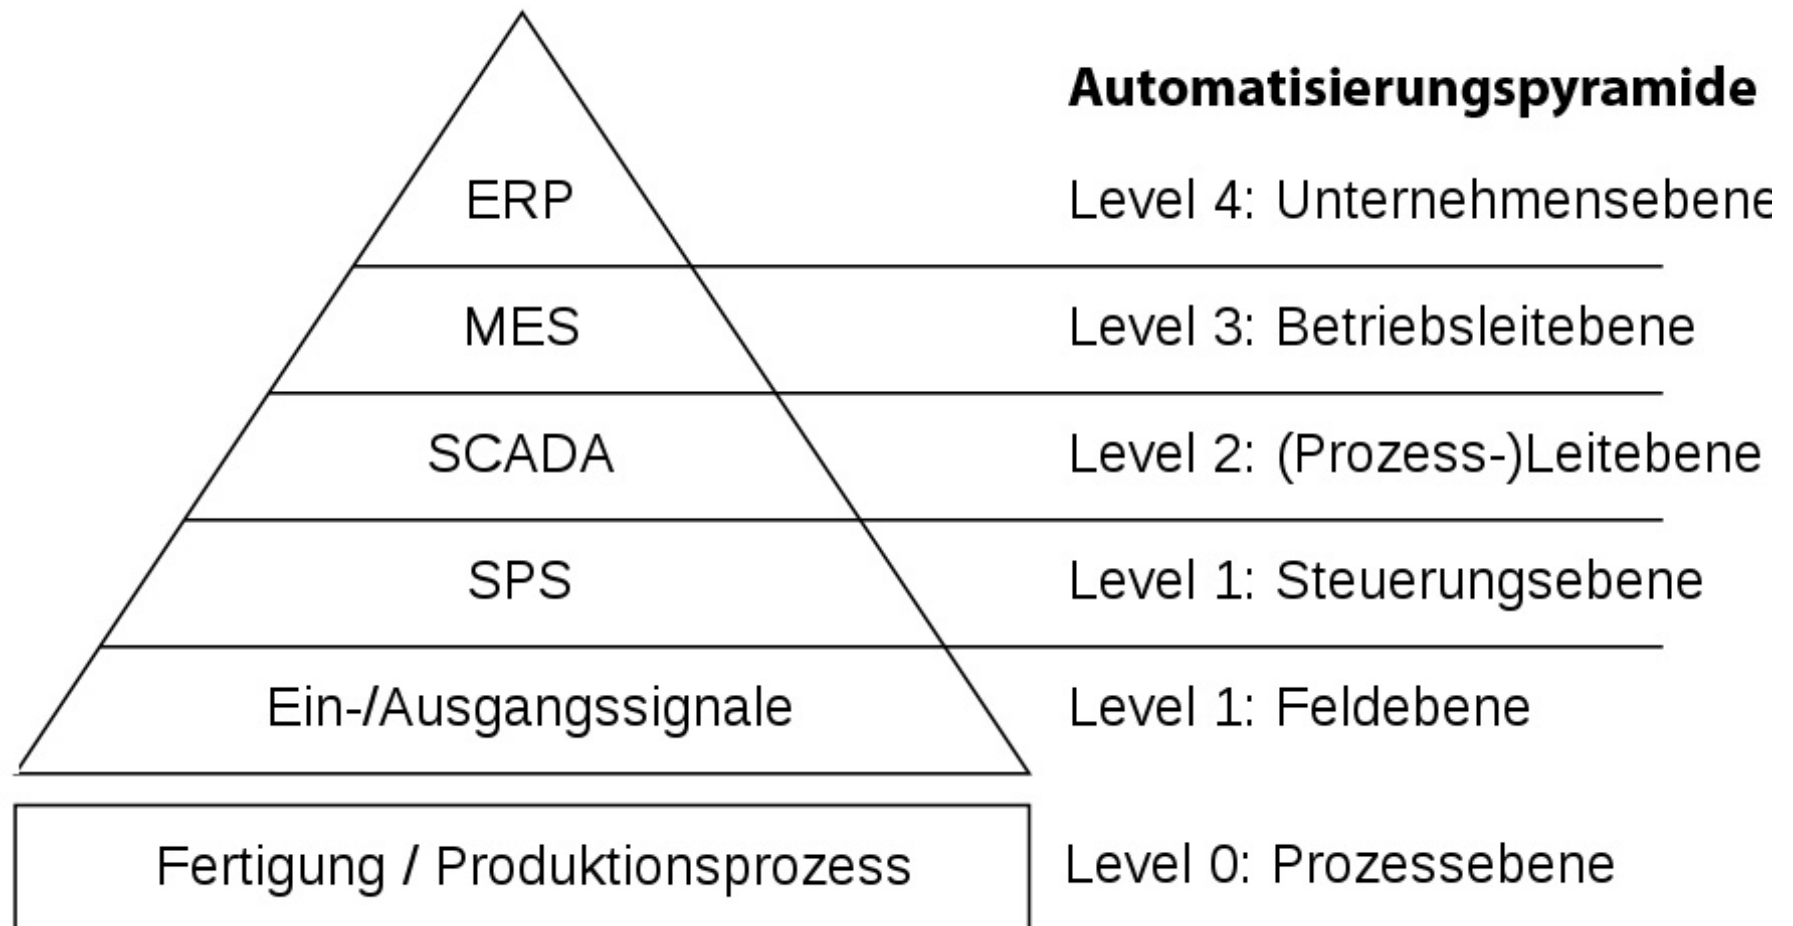 Automatisierungspyramide
ERP Level 4: Unternehmensebene
MES Level 3: Betriebsleitebene
SCADA Level 2: (Prozess-)Leitebene
SPS Level 1: Steuerungsebene
Ein-/Ausgangssignale Level 1: Feldebene
Fertigung / Produktionsprozess Level 0: Prozessebene